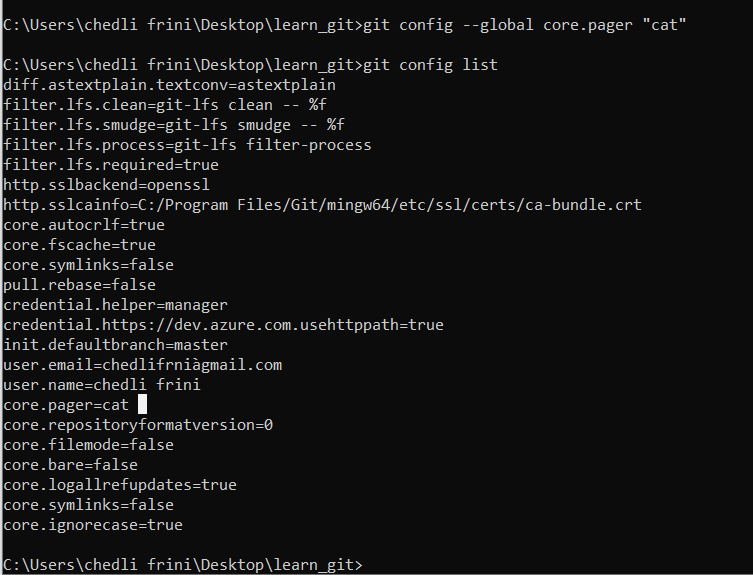 C:\Users\chedli frini\Desktop\learn_git>git config --global core.pager "cat"
C:\Users\chedli frini\Desktop\learn_git>git config list
diff.astextplain.textconv=astextplain
filter.lfs.clean=git-lfs clean -- %f
filter.lfs.smudge=git-lfs smudge -- %f
filter.lfs.process=git-lfs filter-process
filter.lfs.required=true
http.sslbackend=openssl
http.sslcainfo=C:/Program Files/Git/mingw64/etc/ssl/certs/ca-bundle.crt
core.autocrlf=true
core.fscache=true
core.symlinks=false
pull.rebase=false
credential.helper=manager
credential.https://dev.azure.com.usehttppath=true
init.defaultbranch=master
user.email=chedlifrniàgmail.com
user.name=chedli frini
core.pager=cat
core.repositoryformatversion=0
core.filemode=false
core.bare=false
core.logallrefupdates=true
core.symlinks=false
core.ignorecase=true
C:\Users\chedli frini\Desktop\learn_git>